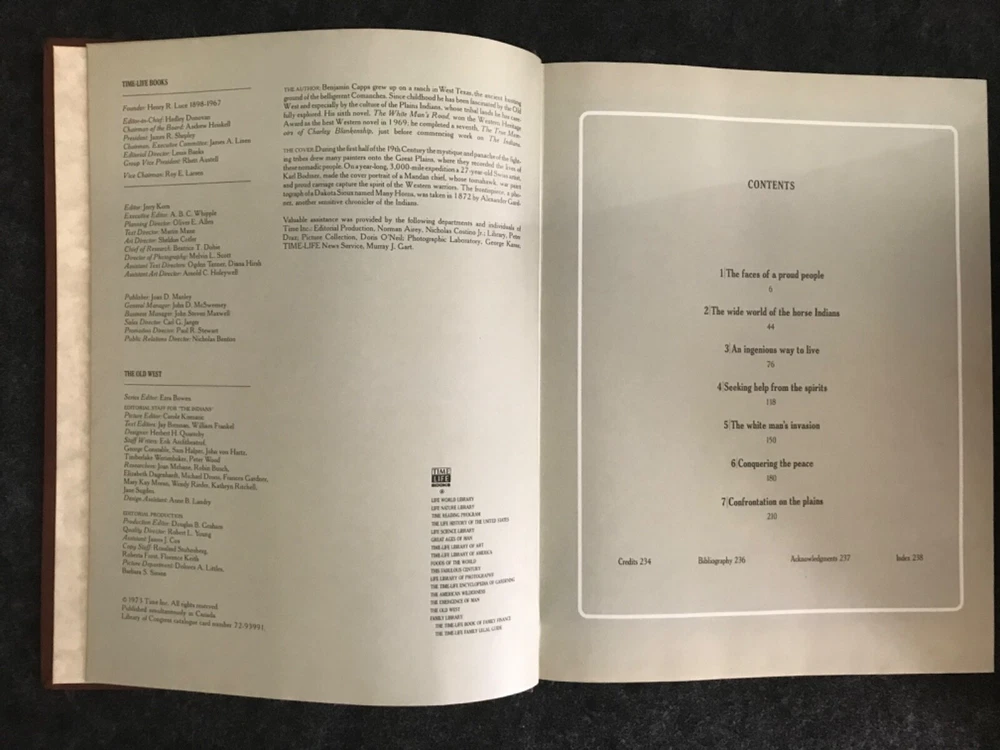 TIME-LIFE BOOKS
Founder: Henry R. Luce 1898-1967
Editor-in-Chief: Hedley Donovan
Chairman of the Board: Andrew Heiskell
President: James R. Shepley
Chairman, Executive Committee: James A. Linen
Editorial Director: Louis Banks
Group Vice President: Rhett Austell
Vice Chairman: Roy E. Larsen
Editor: Jerry Korn
Executive Editor: A. B. C. Whipple
Planning Director: Oliver E. Allen
Text Director: Martin Mann
Art Director: Sheldon Cotler
Chief of Research: Beatrice T. Dobie
Director of Photography: Melvin L. Scott
Assistant Text Directors: Ogden Tanner, Diana Hirsh
Assistant Art Director: Arnold C. Holeywell
Publisher: Joan D. Manley
General Manager: John D. McSweeney
Business Manager: John Steven Maxwell
Sales Director: Carl G. Jaeger
Promotion Director: Paul R. Stewart
Public Relations Director: Nicholas Benton
THE OLD WEST
Series Editor: Ezra Bowen
EDITORIAL STAFF FOR "THE INDIANS"
Picture Editor: Carole Kismaric
Text Editors: Jay Brennan, William Frankel
Designer: Herbert H. Quarmby
Staff Writers: Erik Amfitheatrof,
George Constable, Sam Halper, John von Hartz,
Timberlake Wertenbaker, Peter Wood
Researchers: Joan Mebane, Robin Bunch,
Elizabeth Dagenhardt, Michael Dunn, Frances Gardner,
Mary Kay Moran, Wendy Rieder, Kathryn Ritchell,
Jane Sugden
Design Assistant: Anne B. Landry
EDITORIAL PRODUCTION
Production Editor: Douglas B. Graham
Quality Director: Robert L. Young
Assistant: James J. Cox
Copy Staff: Rosalind Stubenberg,
Florence Keith
Picture Department: Dolores A. Littles,
Barbara S. Simon
© 1973 Time Inc. All rights reserved.
Published simultaneously in Canada
Library of Congress catalogue card number 72-93991.
THE AUTHOR: Benjamin Capps grew up on a ranch in West Texas, the ancient hunting
ground of the belligerent Comanches. Since childhood he has been fascinated by the Old
West and especially by the culture of the Plains Indians, whose tribal lands he has care-
fully explored. His sixth novel, The White Man's Road, won the Western Heritage
Award as the best Western novel in 1969; he completed a seventh, The True Mem-
oirs of Charley Blankenship, just before commencing work on The Indians.
THE COVER: During the first half of the 19th Century the mystique and panache of the fight-
ing tribes drew many painters onto the Great Plains, where they recorded the lives of
these nomadic people. On a year-long, 3,000-mile expedition a 27-year-old Swiss artist,
Karl Bodmer, made the cover portrait of a Mandan chief, whose tomahawk, war paint
and proud carriage capture the spirit of the Western warriors. The frontispiece, a pho-
tograph of a Dakota Sioux named Many Horns, was taken in 1872 by Alexander Gard-
ner, another sensitive chronicler of the Indians.
Valuable assistance was provided by the following departments and individuals of
Time Inc.: Editorial Production, Norman Airey, Nicholas Costino Jr.; Library, Peter
Draz; Picture Collection, Doris O'Neil; Photographic Laboratory, George Karas;
TIME-LIFE News Service, Murray J. Gart.
TIME
LIFE
BOOKS
®
LIFE WORLD LIBRARY
LIFE NATURE LIBRARY
TIME READING PROGRAM
THE LIFE HISTORY OF THE UNITED STATES
LIFE SCIENCE LIBRARY
GREAT AGES OF MAN
TIME-LIFE LIBRARY OF ART
TIME-LIFE LIBRARY OF AMERICA
FOODS OF THE WORLD
THIS FABULOUS CENTURY
LIFE LIBRARY OF PHOTOGRAPHY
THE TIME-LIFE ENCYCLOPEDIA OF GARDENING
THE AMERICAN WILDERNESS
THE EMERGENCE OF MAN
THE OLD WEST
FAMILY LIBRARY
THE TIME-LIFE BOOK OF FAMILY FINANCE
THE TIME-LIFE FAMILY LEGAL GUIDE
CONTENTS
1|The faces of a proud people
6
2|The wide world of the horse Indians
44
3|An ingenious way to live
76
4|Seeking help from the spirits
118
5|The white man's invasion
150
6|Conquering the peace
180
7|Confrontation on the plains
210
Credits 234 Bibliography 236 Acknowledgments 237 Index 238